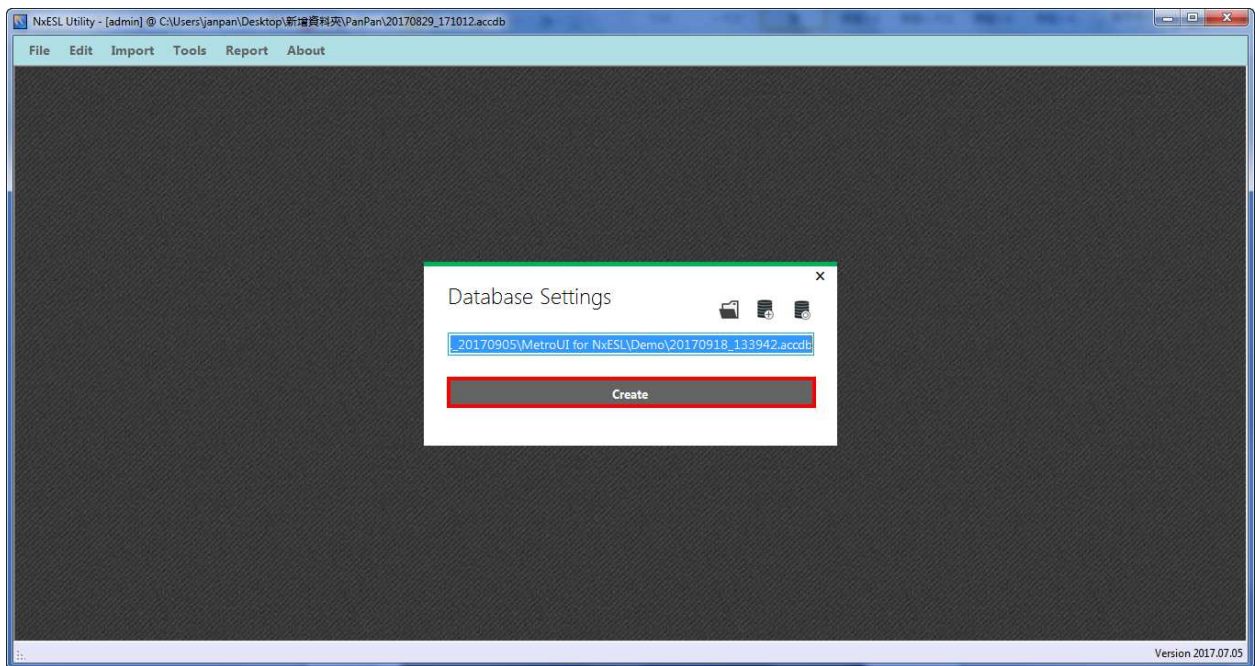 NxESL Utility - [admin] @ C:\Users\janpan\Desktop\新增資料夾\PanPan\20170829_171012.accdb
File Edit Import Tools Report About
x
Database Settings
_20170905\MetroUI for NxESL\Demo\20170918_133942.accdb
Create
Version 2017.07.05